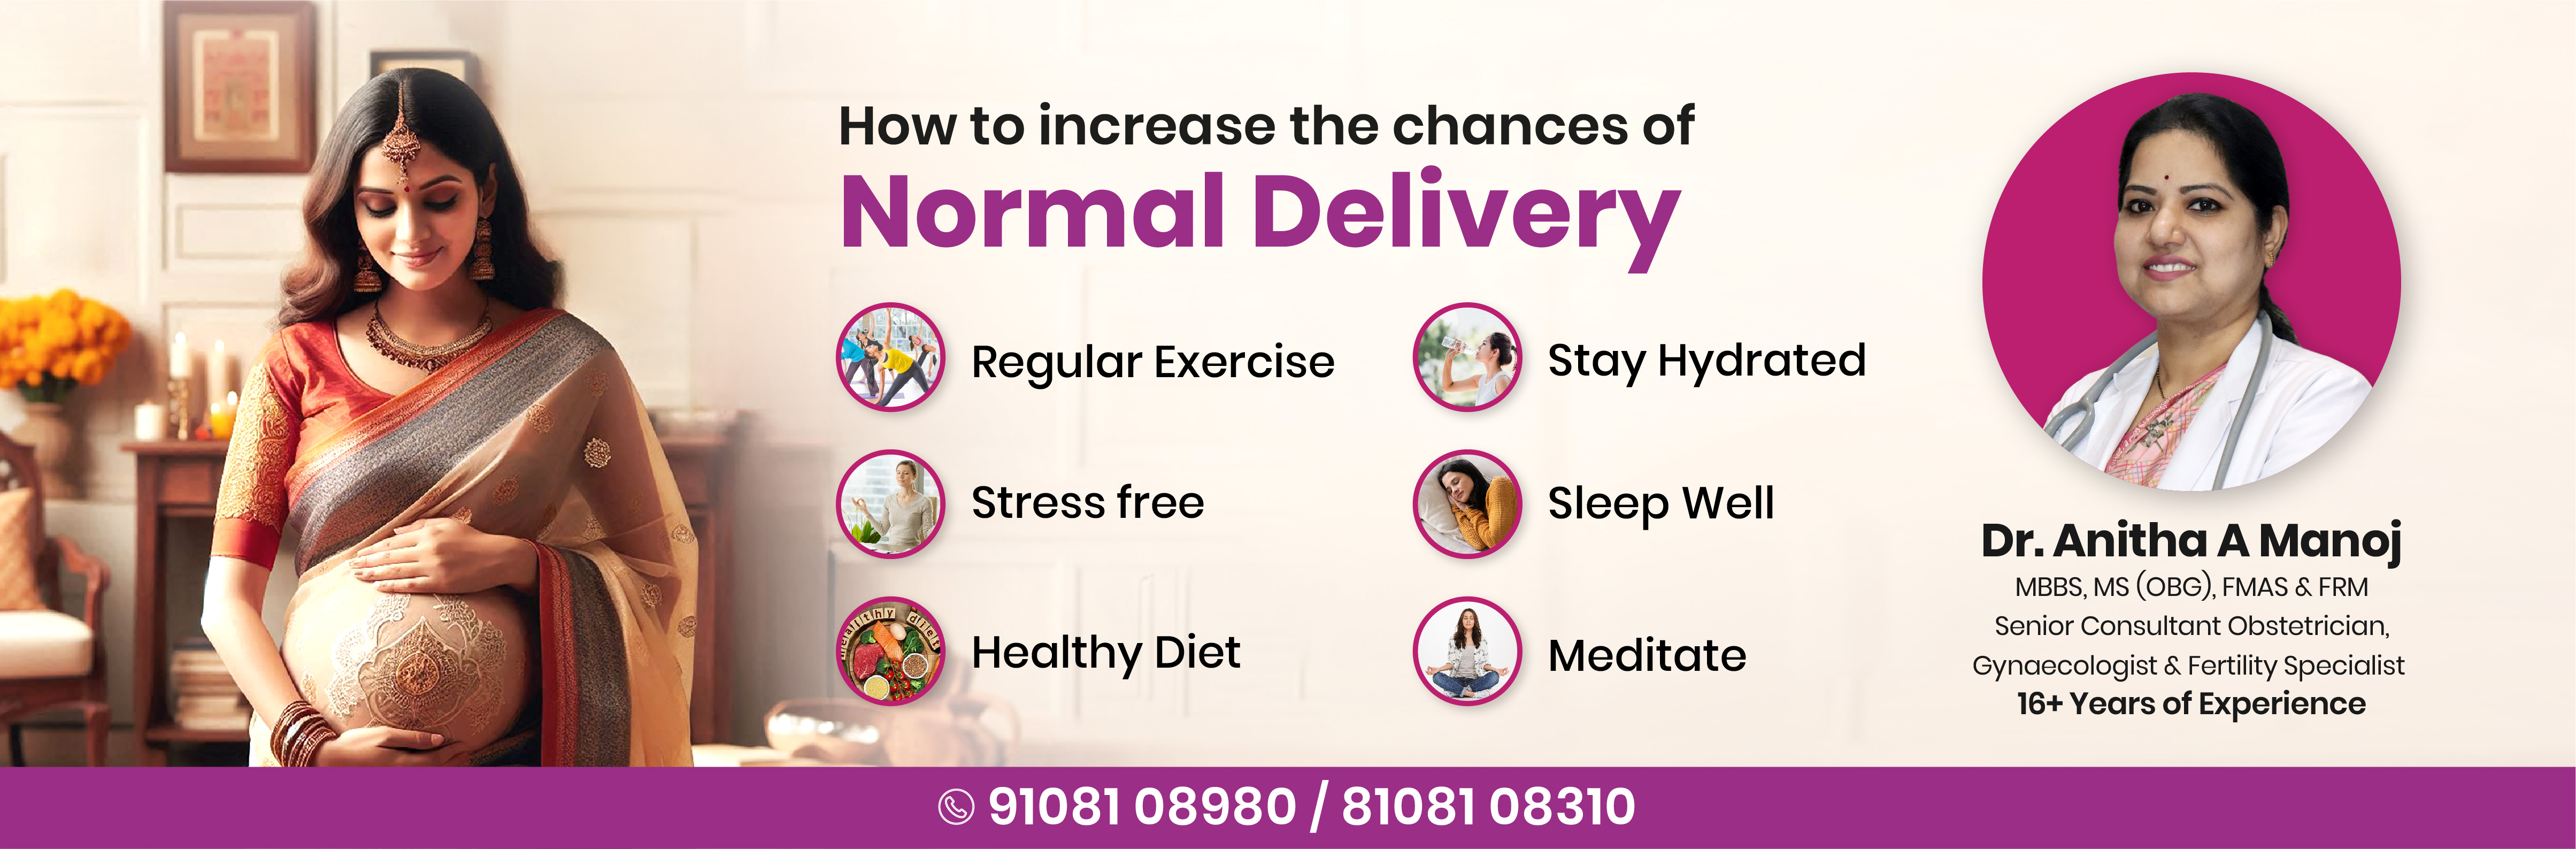 How to increase the chances of
Normal Delivery
Regular Exercise
Stay Hydrated
Stress free
Sleep Well
Healthy Diet
Meditate
healthy diet
Dr. Anitha A Manoj
MBBS, MS (OBG), FMAS & FRM
Senior Consultant Obstetrician,
Gynaecologist & Fertility Specialist
16+ Years of Experience
91081 08980 / 81081 08310